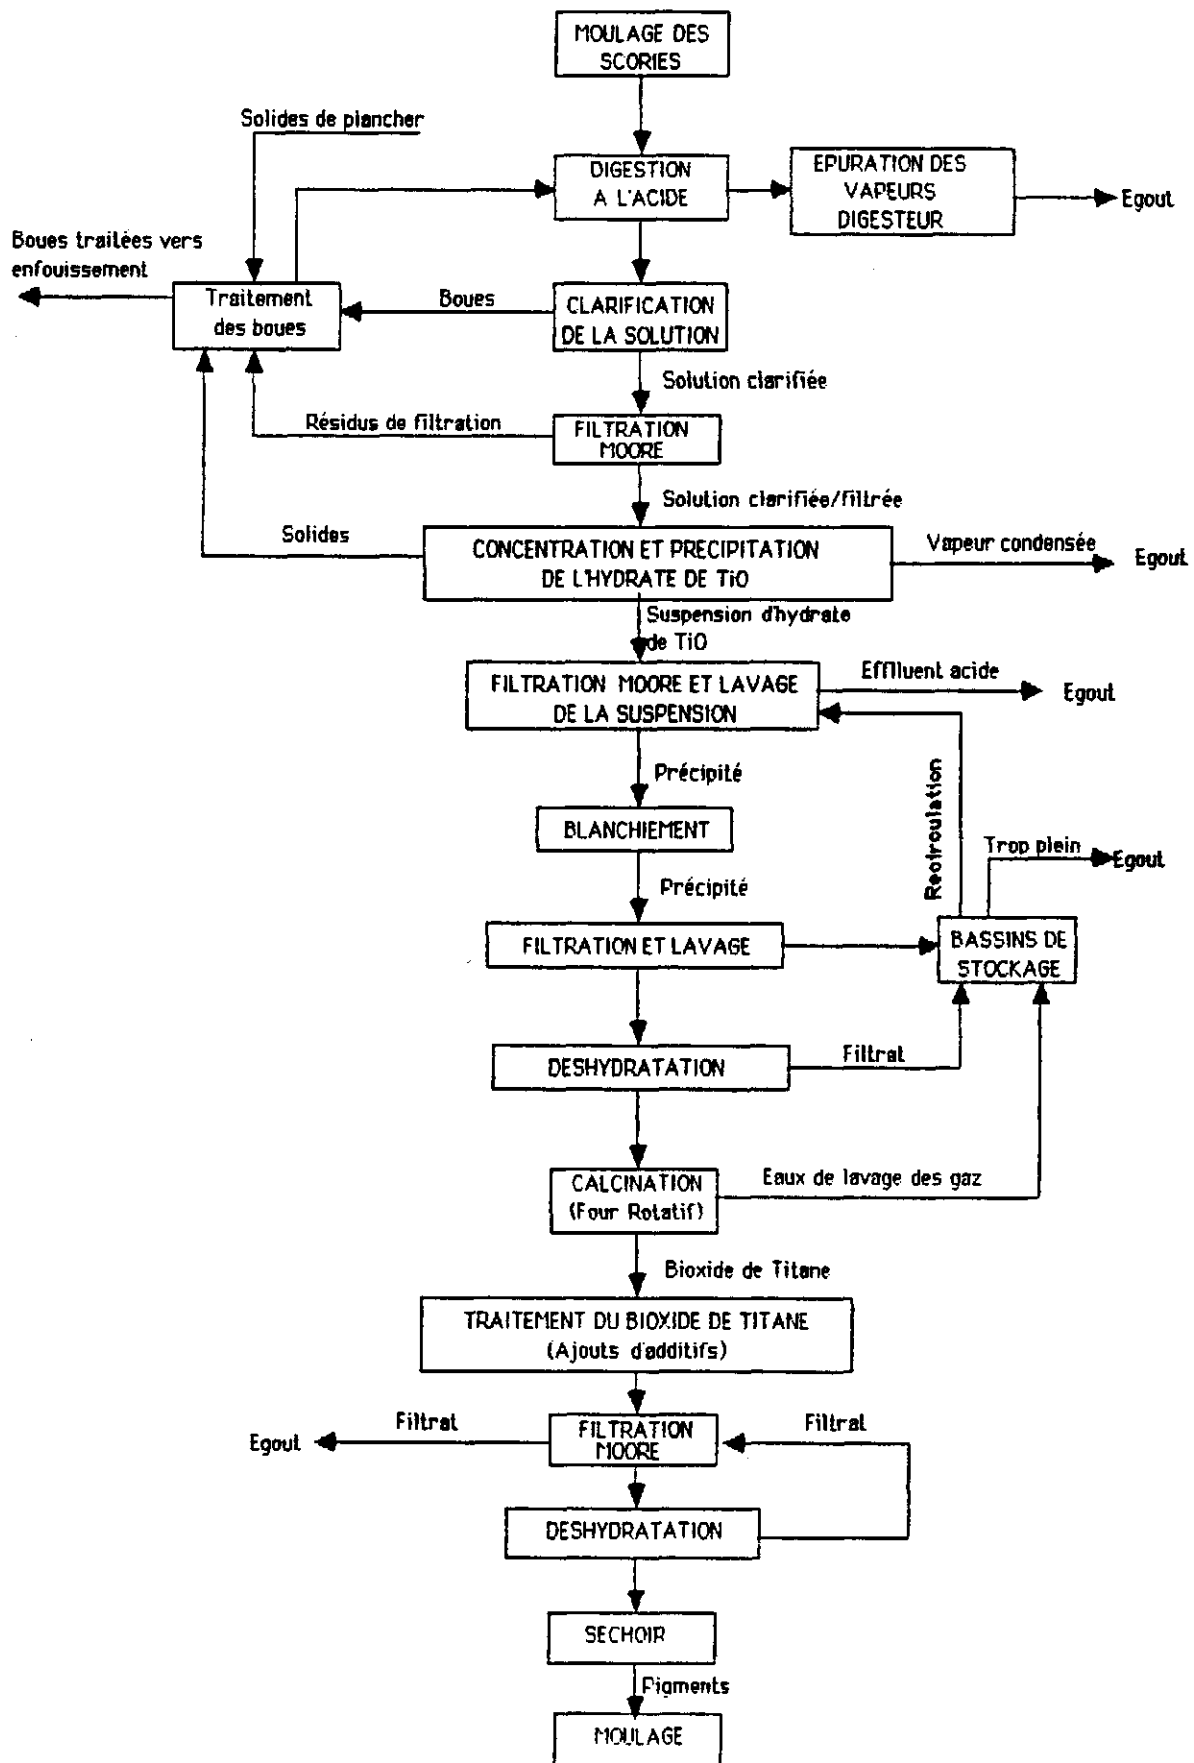 MOULAGE DES
SCORIES
Solides de plancher
DIGESTION
A L'ACIDE
EPURATION DES
VAPEURS
DIGESTEUR
Egout
Boues traitées vers
enfouissement
Traitement
des boues
Boues
CLARIFICATION
DE LA SOLUTION
Solution clarifiée
Résidus de filtration
FILTRATION
MOORE
Solution clarifiée/filtrée
Solides
CONCENTRATION ET PRECIPITATION
DE L'HYDRATE DE TiO
Vapeur condensée
Egout
Suspension d'hydrate
de TiO
FILTRATION MOORE ET LAVAGE
DE LA SUSPENSION
Effluent acide
Egout
Précipité
Recirculation
BLANCHIEMENT
Trop plein
Egout
Précipité
FILTRATION ET LAVAGE
BASSINS DE
STOCKAGE
DESHYDRATATION
Filtrat
CALCINATION
(Four Rotatif)
Eaux de lavage des gaz
Bioxide de Titane
TRAITEMENT DU BIOXIDE DE TITANE
(Ajouts d'additifs)
Egout
Filtrat
FILTRATION
MOORE
Filtrat
DESHYDRATATION
SECHOIR
Pigments
MOULAGE